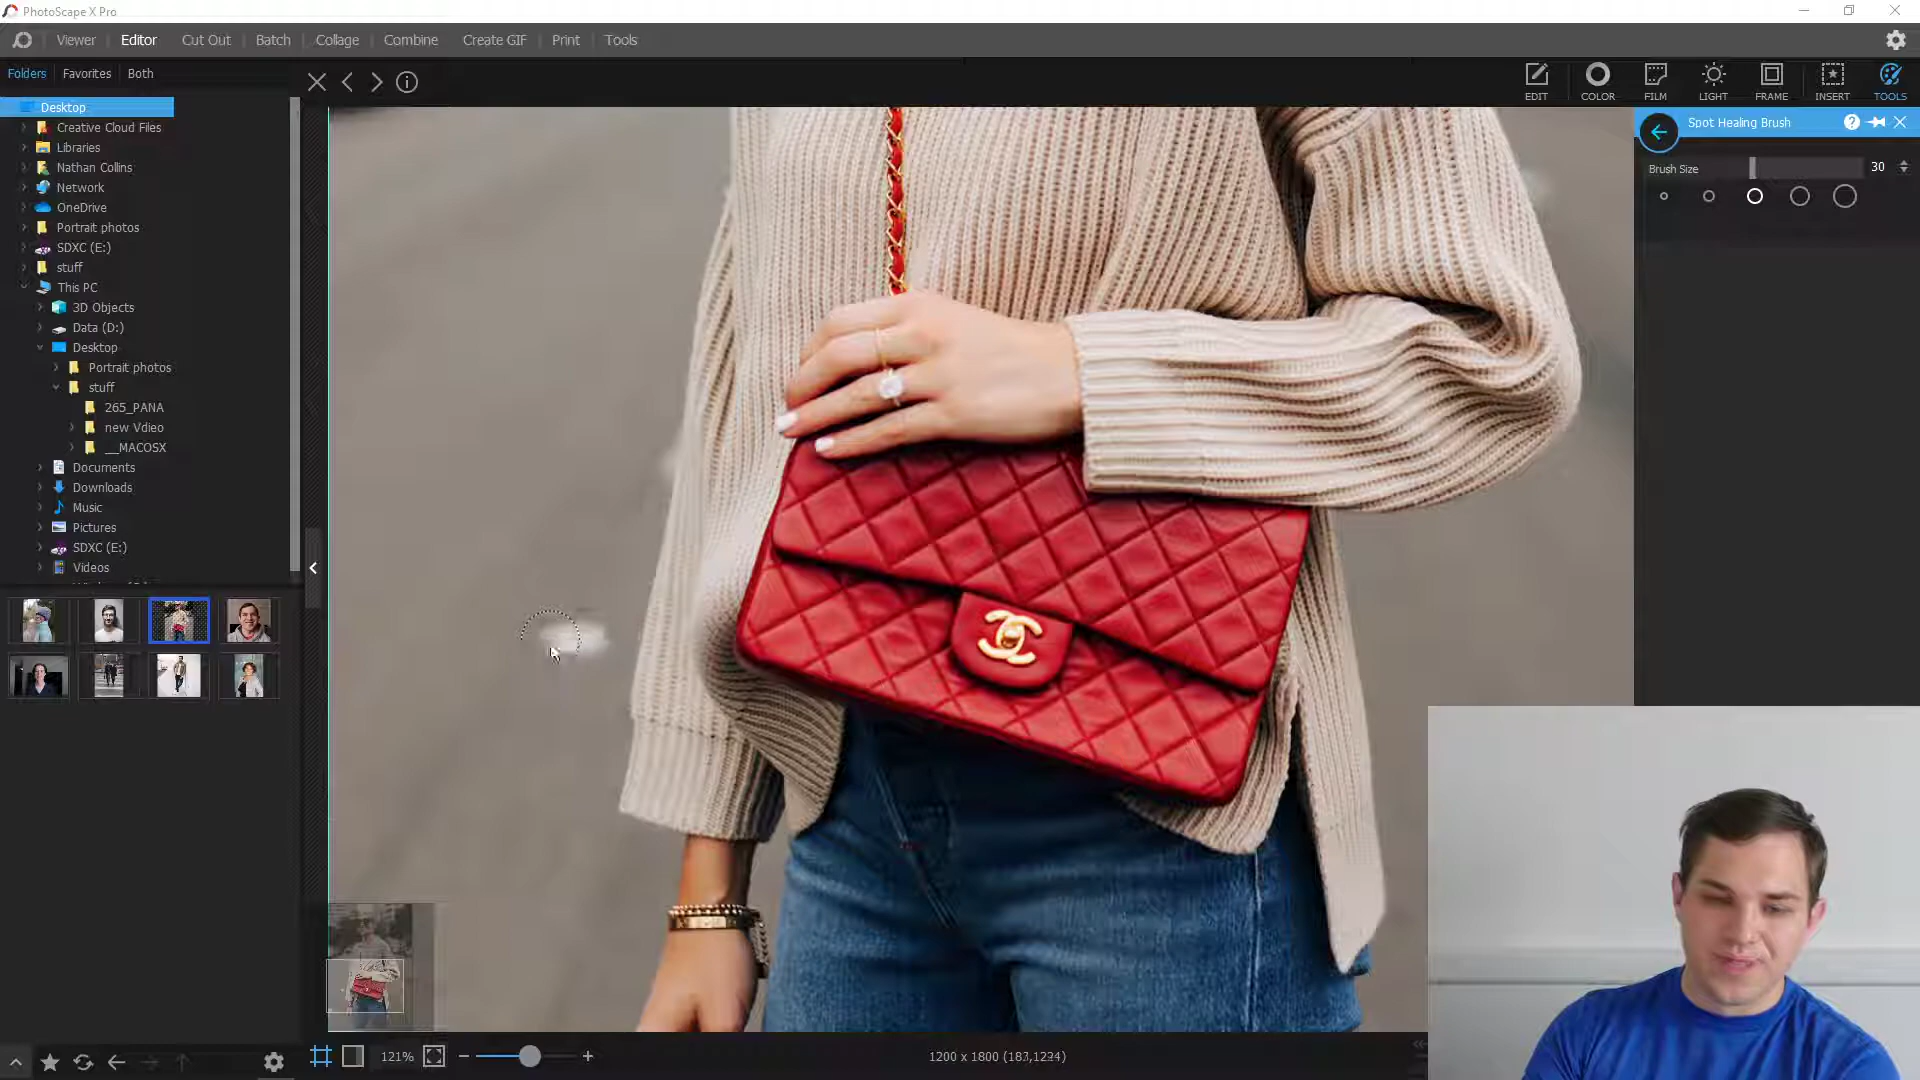 PhotoScape X Pro
Viewer Editor Cut Out Batch Collage Combine Create GIF Print Tools
Folders Favorites Both
EDIT COLOR FILM LIGHT FRAME INSERT TOOLS
Desktop
Creative Cloud Files
Libraries
Nathan Collins
Network
OneDrive
Portrait photos
SDXC (E:)
stuff
This PC
3D Objects
Data (D:)
Desktop
Portrait photos
stuff
265_PANA
new Vdieo
__MACOSX
Documents
Downloads
Music
Pictures
SDXC (E:)
Videos
Spot Healing Brush
Brush Size 30
121%
1200 x 1800 (183,1224)